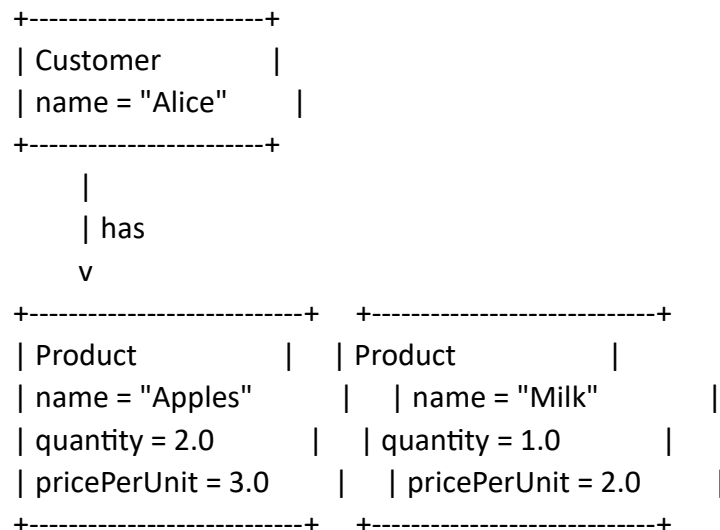 +------------------------+
| Customer              |
| name = "Alice"        |
+------------------------+
        |
        | has
        v
+----------------------------+    +-----------------------------+
| Product                  |    | Product                    |
| name = "Apples"           |    | name = "Milk"              |
| quantity = 2.0           |    | quantity = 1.0             |
| pricePerUnit = 3.0         |    | pricePerUnit = 2.0          |
+----------------------------+    +-----------------------------+